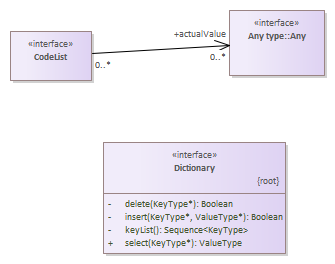 «interface»
CodeList
0..*
+actualValue
0..*
«interface»
Any type::Any
«interface»
Dictionary
{root}
- delete(KeyType*): Boolean
- insert(KeyType*, ValueType*): Boolean
- keyList(): Sequence<KeyType>
+ select(KeyType*): ValueType